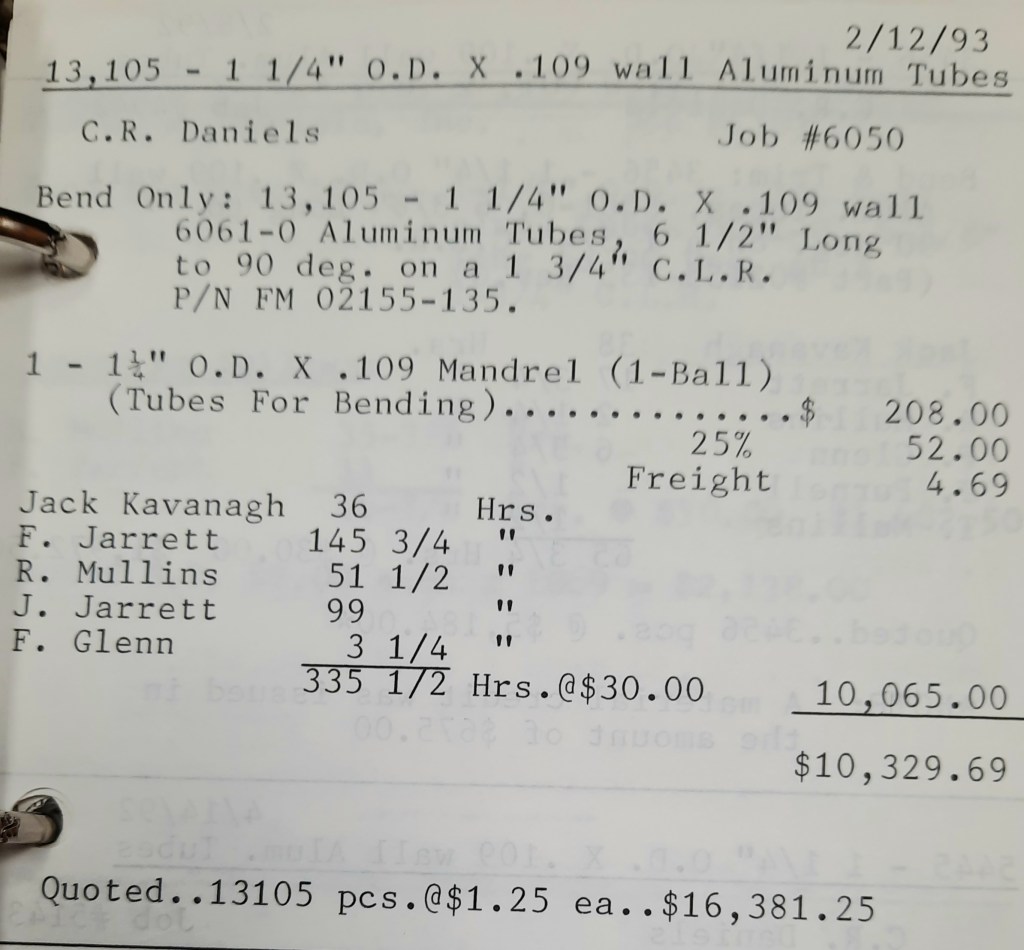 2/12/93
13,105 - 1 1/4" O.D. X .109 wall Aluminum Tubes
C.R. Daniels Job #6050
Bend Only: 13,105 - 1 1/4" O.D. X .109 wall
6061-0 Aluminum Tubes, 6 1/2" Long
to 90 deg. on a 1 3/4" C.L.R.
P/N FM 02155-135.
1 - 1¼" O.D. X .109 Mandrel (1-Ball)
(Tubes For Bending)..............$ 208.00
25% 52.00
Freight 4.69
Jack Kavanagh 36 Hrs.
F. Jarrett 145 3/4 "
R. Mullins 51 1/2 "
J. Jarrett 99 "
F. Glenn 3 1/4 "
335 1/2 Hrs.@$30.00 10,065.00
$10,329.69
Quoted..13105 pcs.@$1.25 ea..$16,381.25